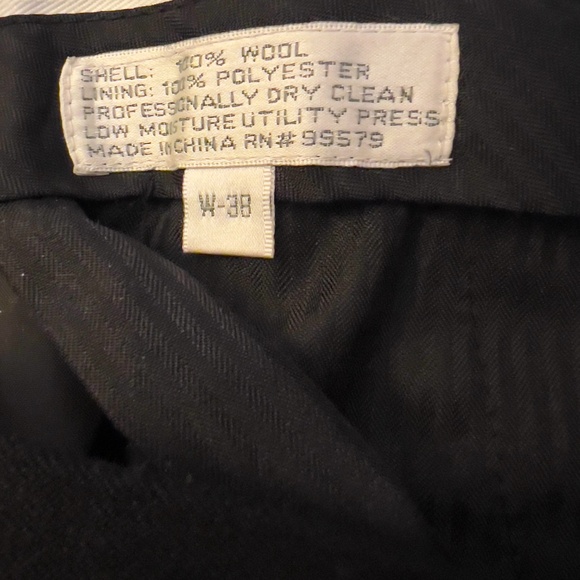 SHELL: 100% WOOL
LINING: 100% POLYESTER
PROFESSIONALLY DRY CLEAN
LOW MOISTURE UTILITY PRESS
MADE IN CHINA RN# 99579
W-38